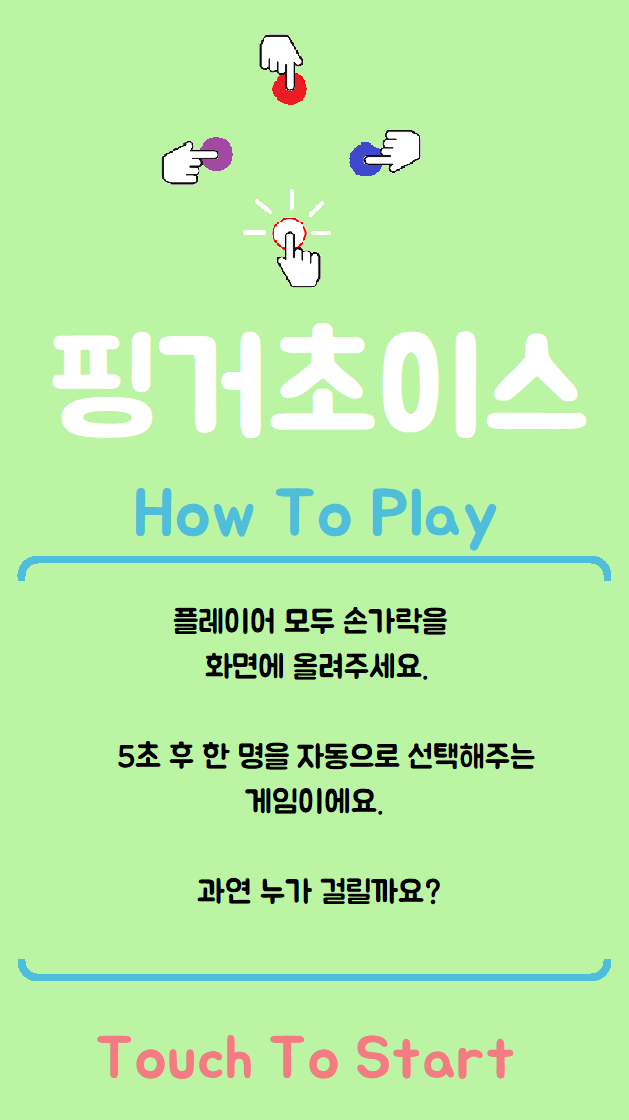 핑거초이스
How To Play
플레이어 모두 손가락을
화면에 올려주세요.
5초 후 한 명을 자동으로 선택해주는
게임이에요.
과연 누가 걸릴까요?
Touch To Start